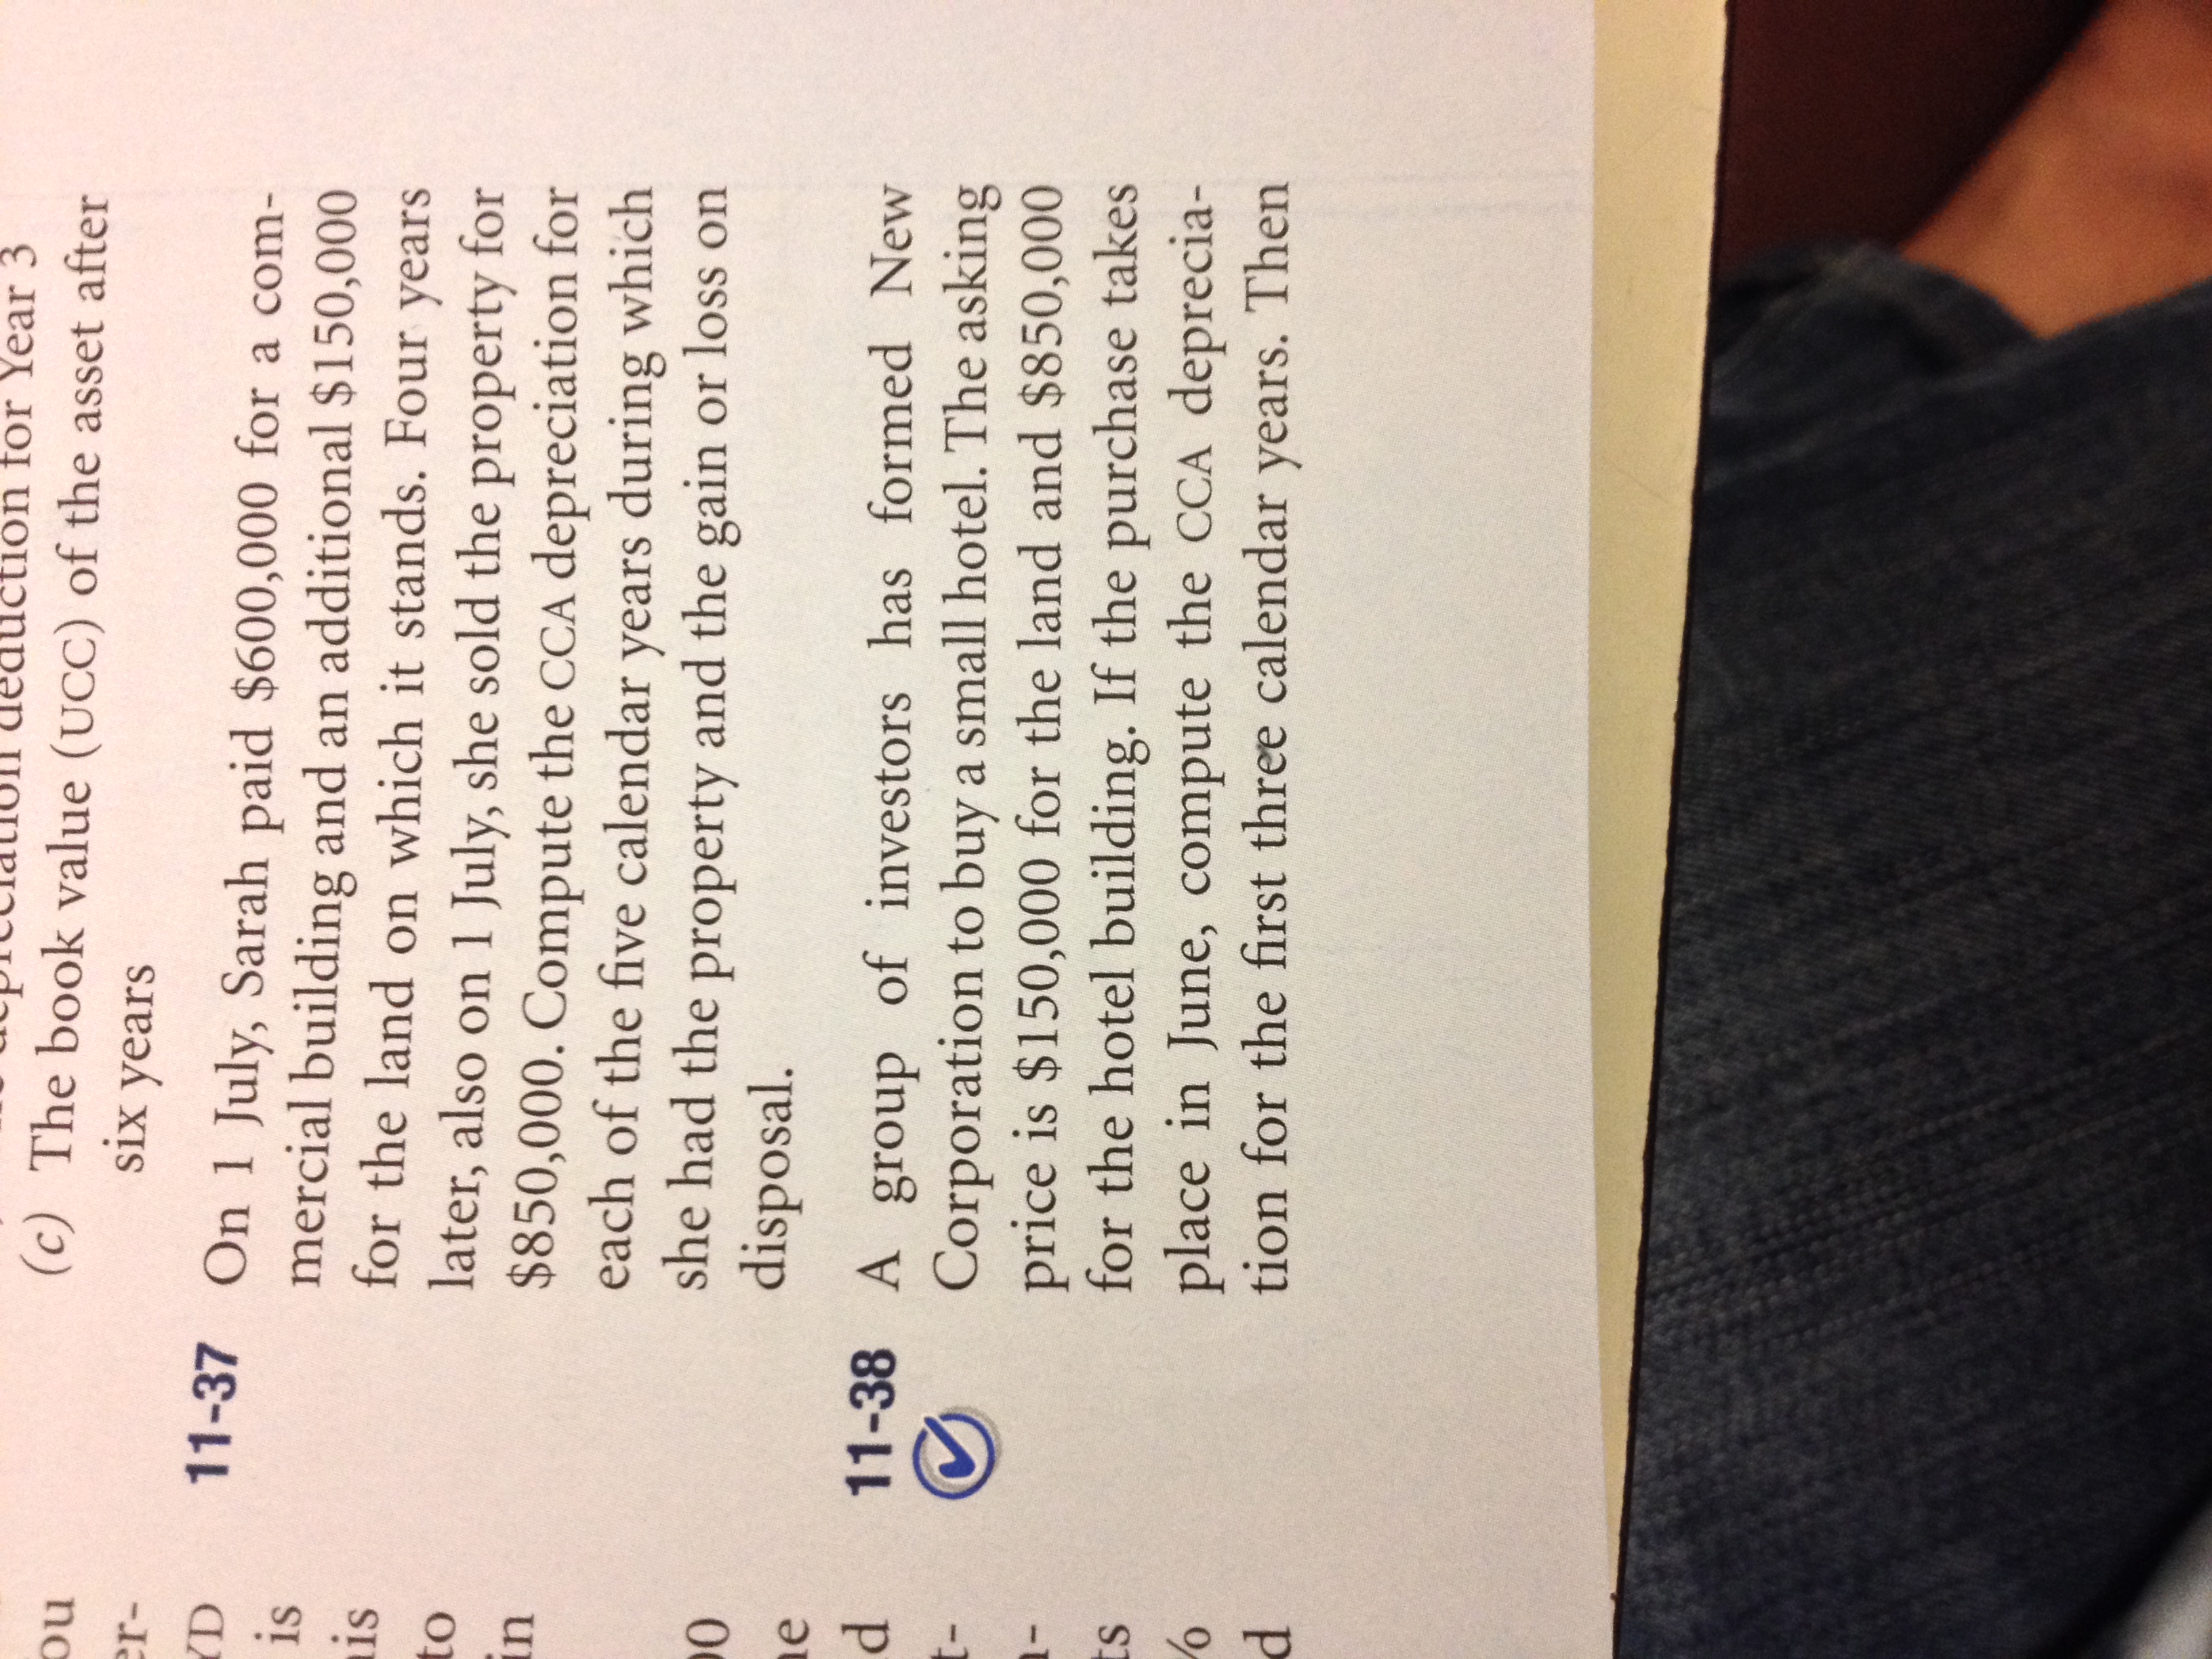 depreciation deduction for Year 3
(c) The book value (UCC) of the asset after
six years
11-37 On 1 July, Sarah paid $600,000 for a com-
mercial building and an additional $150,000
for the land on which it stands. Four years
later, also on 1 July, she sold the property for
$850,000. Compute the CCA depreciation for
each of the five calendar years during which
she had the property and the gain or loss on
disposal.
11-38 A group of investors has formed New
Corporation to buy a small hotel. The asking
price is $150,000 for the land and $850,000
for the hotel building. If the purchase takes
place in June, compute the CCA deprecia-
tion for the first three calendar years. Then
ou
er-
YD
is
is
to
in
00
he
d
t-
-
ts
%
d